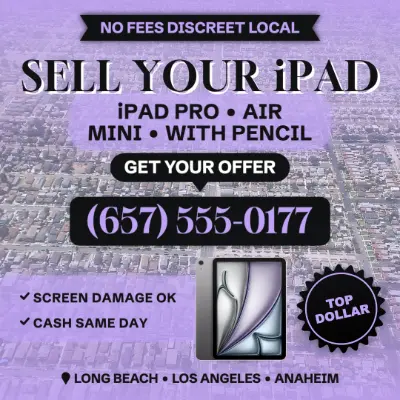 NO FEES DISCREET LOCAL
SELL YOUR iPAD
iPAD PRO • AIR
MINI • WITH PENCIL
GET YOUR OFFER
(657) 555-0177
✓ SCREEN DAMAGE OK
✓ CASH SAME DAY
TOP
DOLLAR
LONG BEACH • LOS ANGELES • ANAHEIM